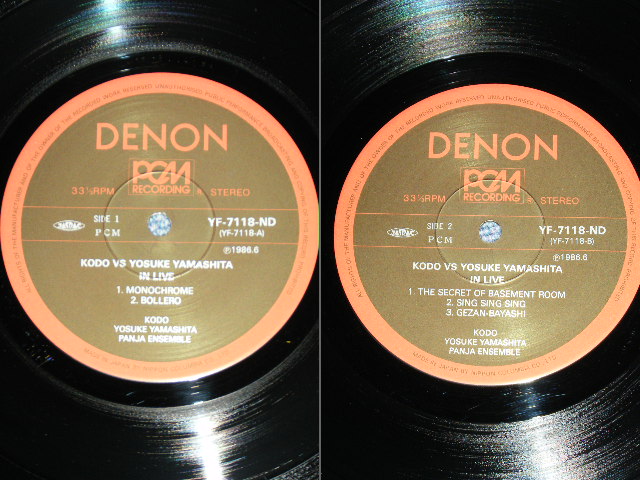 DENON
PCM
RECORDING
33⅓RPM
STEREO
SIDE 1
PCM
YF-7118-ND
(YF-7118-A)
℗1986.6
KODO VS YOSUKE YAMASHITA
IN LIVE
1. MONOCHROME
2. BOLLERO
KODO
YOSUKE YAMASHITA
PANJA ENSEMBLE
DENON
PCM
RECORDING
33⅓RPM
STEREO
SIDE 2
PCM
YF-7118-ND
(YF-7118-B)
℗1986.6
KODO VS YOSUKE YAMASHITA
IN LIVE
1. THE SECRET OF BASEMENT ROOM
2. SING SING SING
3. GEZAN-BAYASHI
KODO
YOSUKE YAMASHITA
PANJA ENSEMBLE